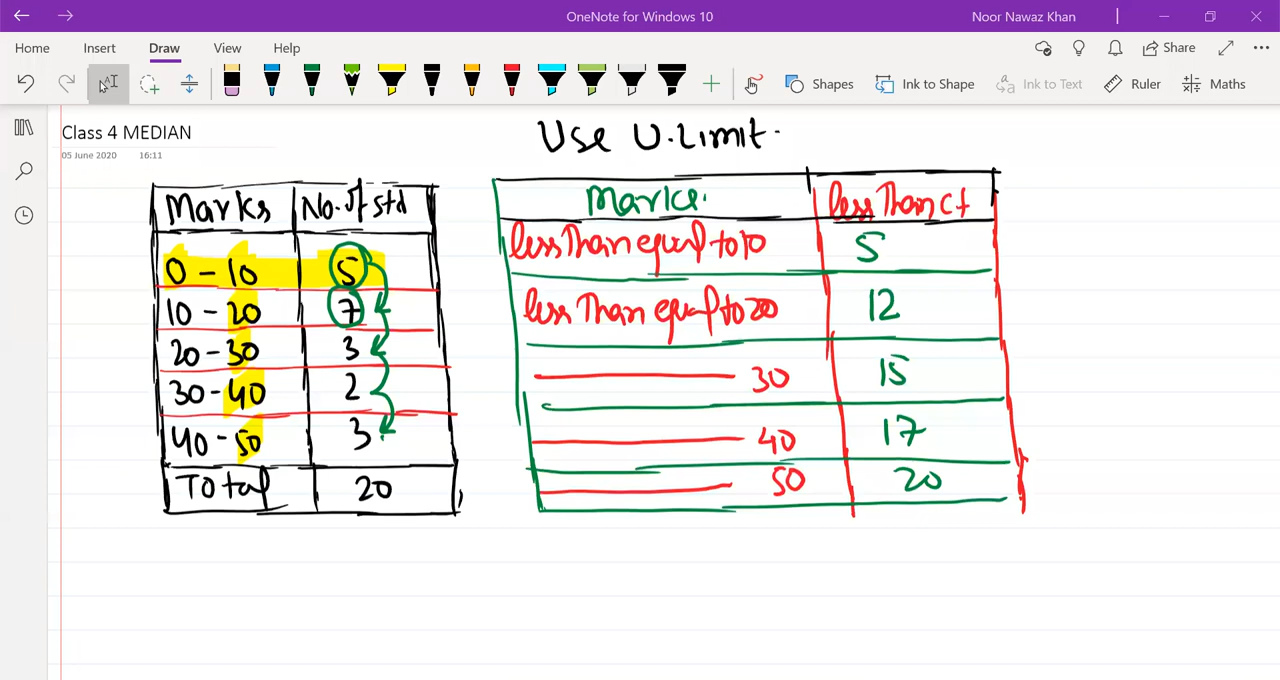 OneNote for Windows 10
Noor Nawaz Khan
Home Insert Draw View Help
Share
Shapes Ink to Shape Ink to Text Ruler Maths
Class 4 MEDIAN
05 June 2020 16:11
Use U.Limit.
Marks No. of std
0 - 10 5
10 - 20 7
20 - 30 3
30 - 40 2
40 - 50 3
Total 20
Marks. less Than cf
less Than equal to 10 5
less Than equal to 20 12
30 15
40 17
50 20